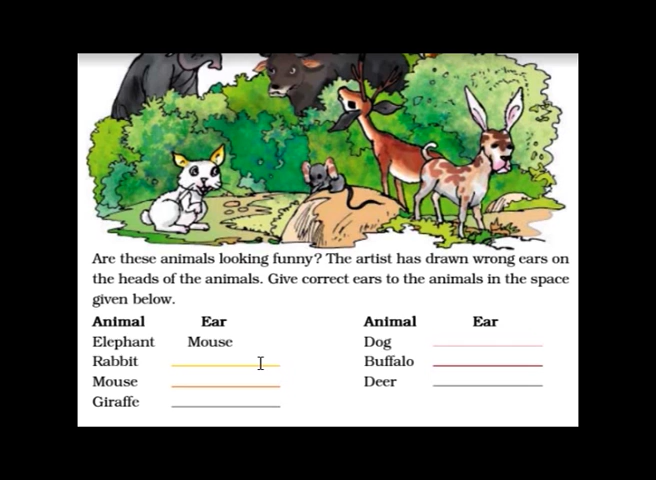 Are these animals looking funny? The artist has drawn wrong ears on
the heads of the animals. Give correct ears to the animals in the space
given below.
Animal Ear Animal Ear
Elephant Mouse Dog
Rabbit Buffalo
Mouse Deer
Giraffe